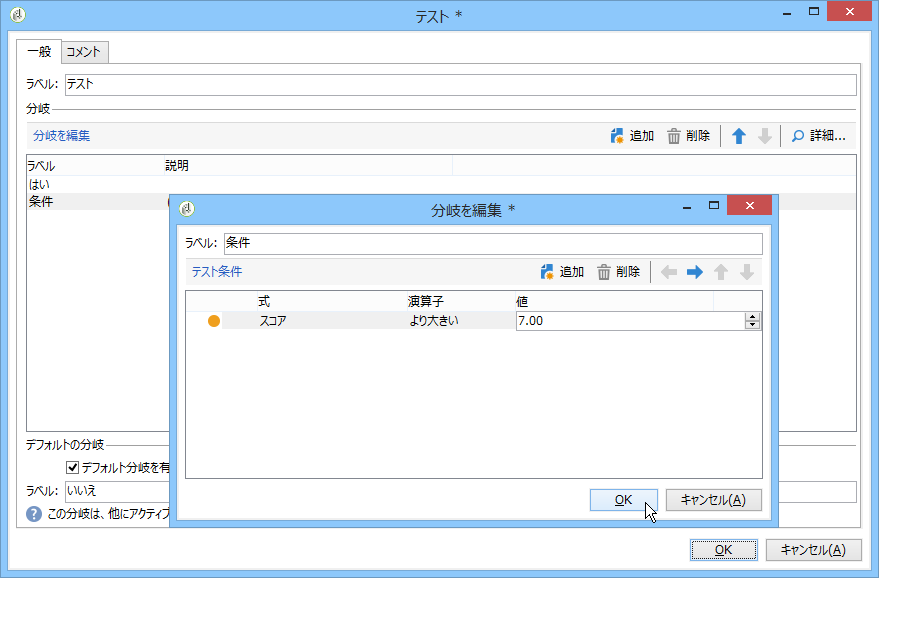 テスト *
一般 コメント
ラベル: テスト
分岐
分岐を編集 追加 削除 詳細...
ラベル 説明
はい
条件
分岐を編集 *
ラベル: 条件
テスト条件 追加 削除
式 演算子 値
スコア より大きい 7.00
OK キャンセル(A)
デフォルトの分岐
デフォルト分岐を有
ラベル: いいえ
この分岐は、他にアクティブ
OK キャンセル(A)